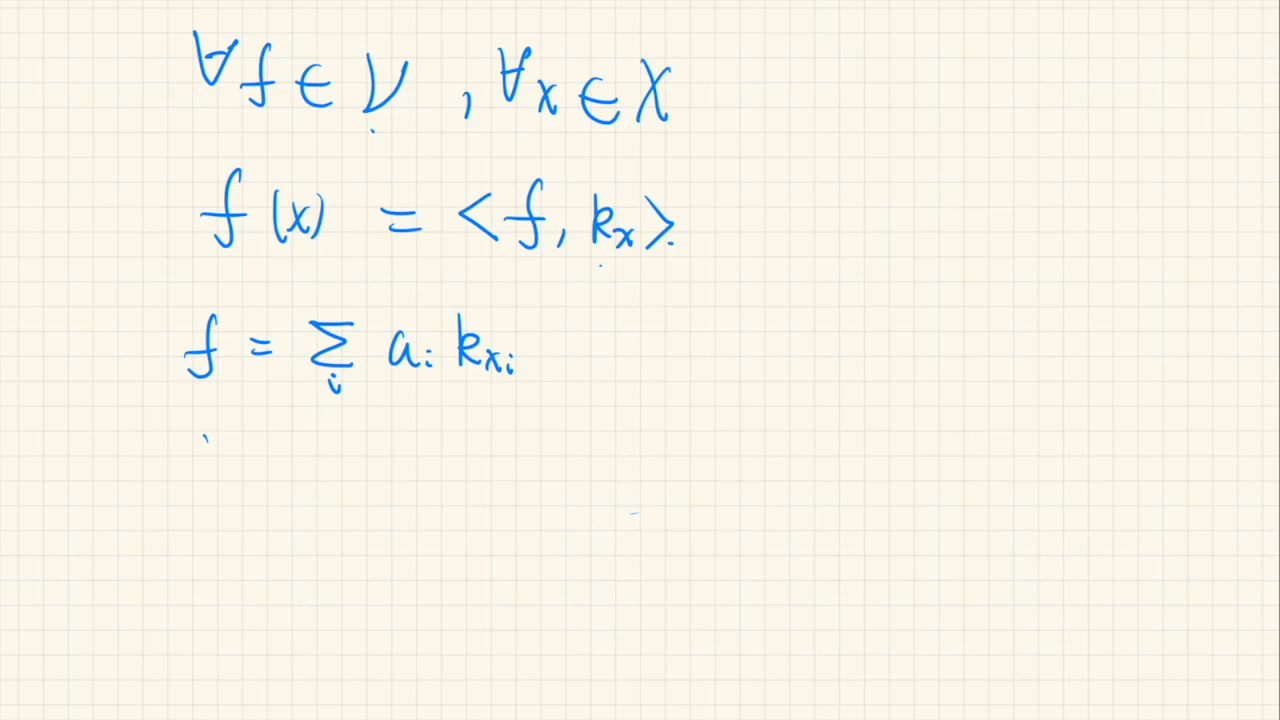 ∀f ∈ V , ∀x ∈ X
f(x) = <f, k_x>.
f = Σ_i a_i k_{x_i}